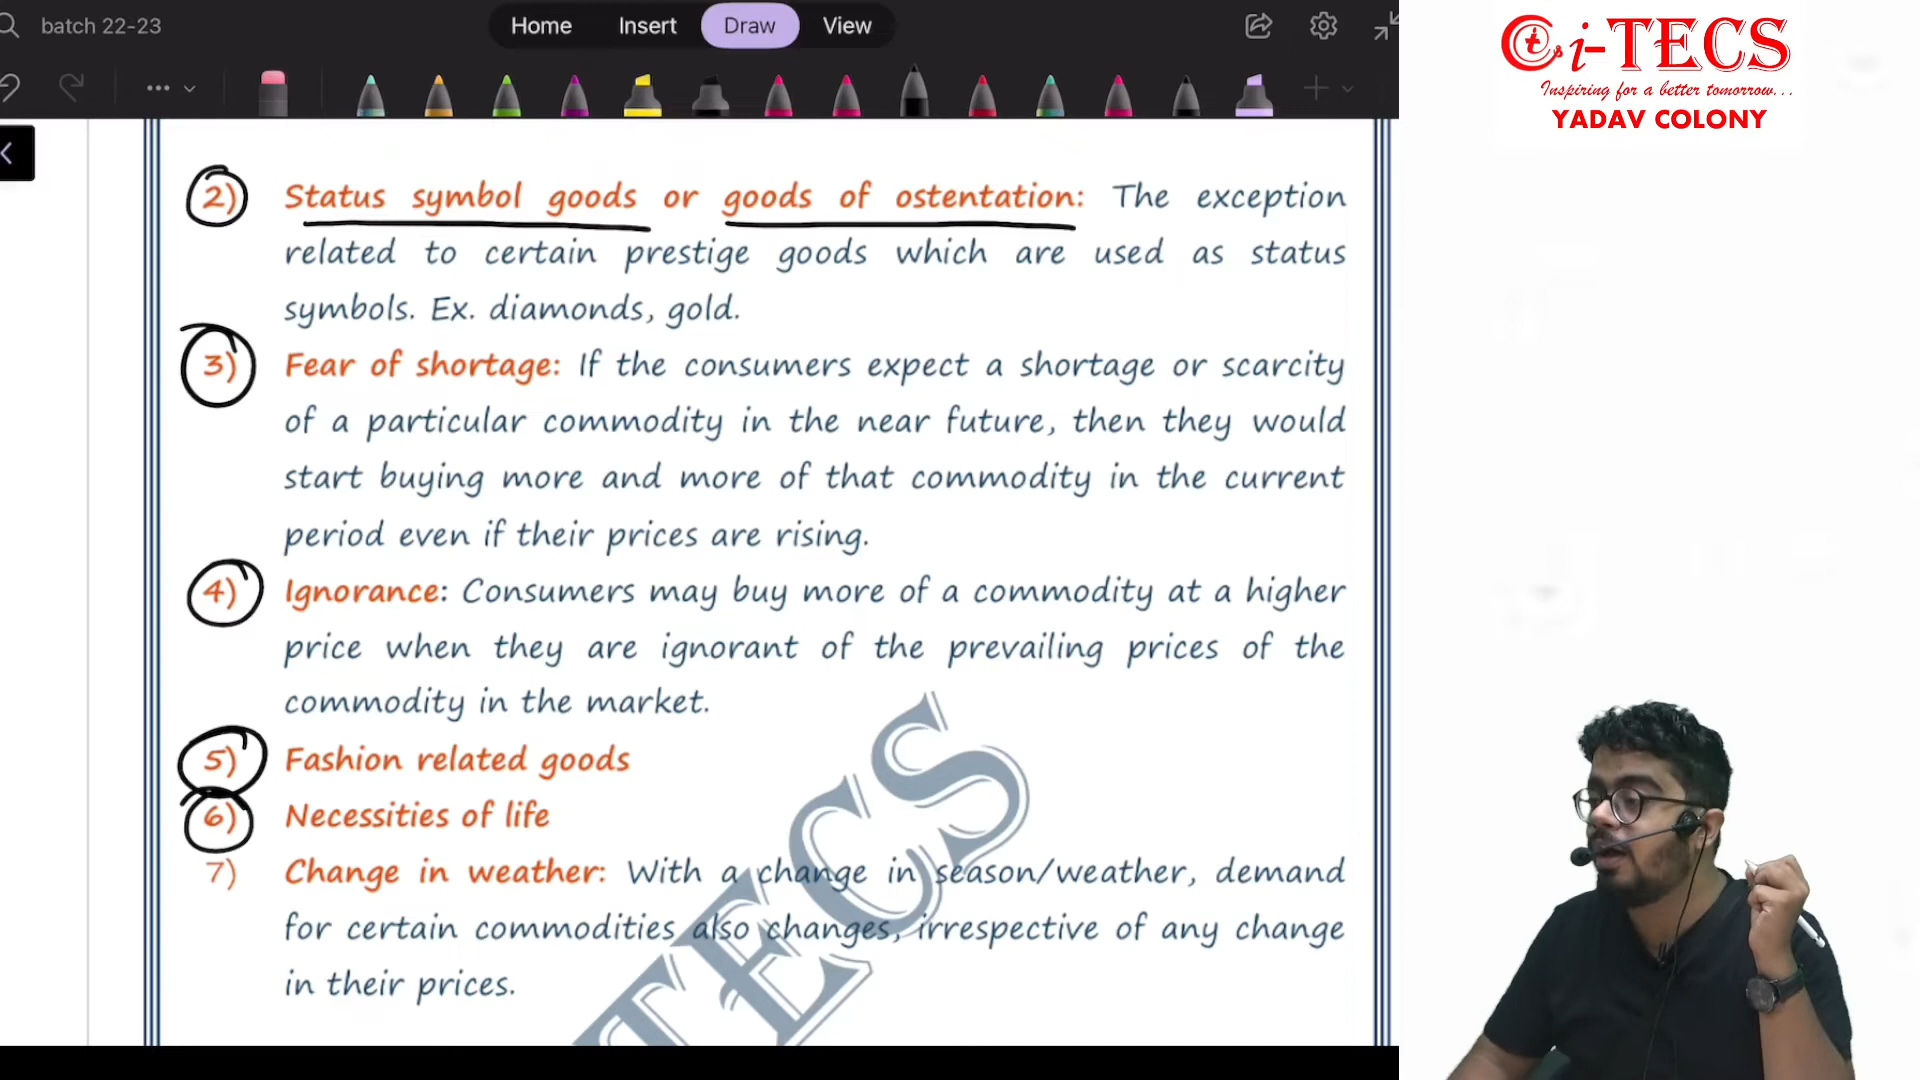 batch 22-23
Home Insert Draw View
i-TECS
Inspiring for a better tomorrow...
YADAV COLONY
2) Status symbol goods or goods of ostentation: The exception
related to certain prestige goods which are used as status
symbols. Ex. diamonds, gold.
3) Fear of shortage: If the consumers expect a shortage or scarcity
of a particular commodity in the near future, then they would
start buying more and more of that commodity in the current
period even if their prices are rising.
4) Ignorance: Consumers may buy more of a commodity at a higher
price when they are ignorant of the prevailing prices of the
commodity in the market.
5) Fashion related goods
6) Necessities of life
7) Change in weather: With a change in season/weather, demand
for certain commodities also changes, irrespective of any change
in their prices.
TECS